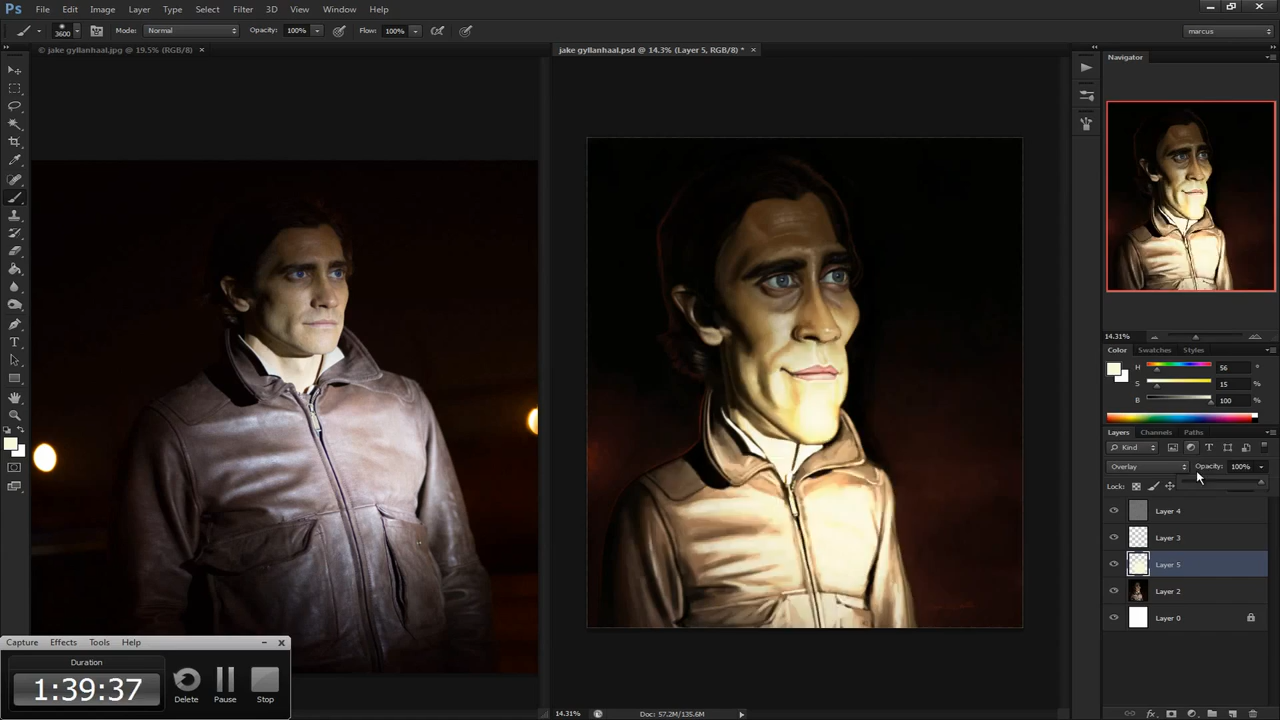 Ps File Edit Image Layer Type Select Filter 3D View Window Help
3600 Mode: Normal Opacity: 100% Flow: 100% marcus
© jake gyllanhaal.jpg @ 19.5% (RGB/8) ×
jake gyllanhaal.psd @ 14.3% (Layer 5, RGB/8) * ×
Navigator
14.31%
Color Swatches Styles
H 56 °
S 15 %
B 100 %
Layers Channels Paths
Kind
Overlay Opacity: 100%
Lock:
Layer 4
Layer 3
Layer 5
Layer 2
Layer 0
Capture Effects Tools Help
Duration
1:39:37
Delete Pause Stop
14.31% Doc: 57.2M/135.6M
fx